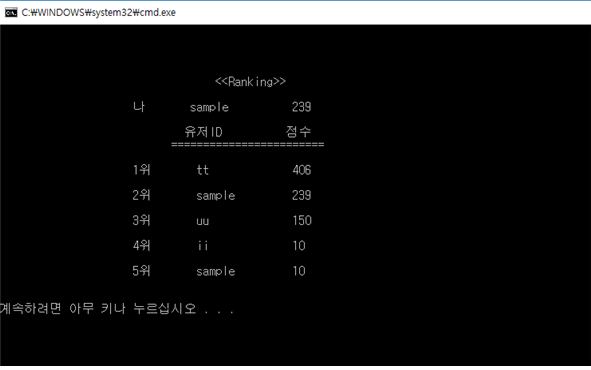 C:₩WINDOWS₩system32₩cmd.exe
<<Ranking>>
나 sample 239
유저ID 점수
========================
1위 tt 406
2위 sample 239
3위 uu 150
4위 ii 10
5위 sample 10
계속하려면 아무 키나 누르십시오 . . .